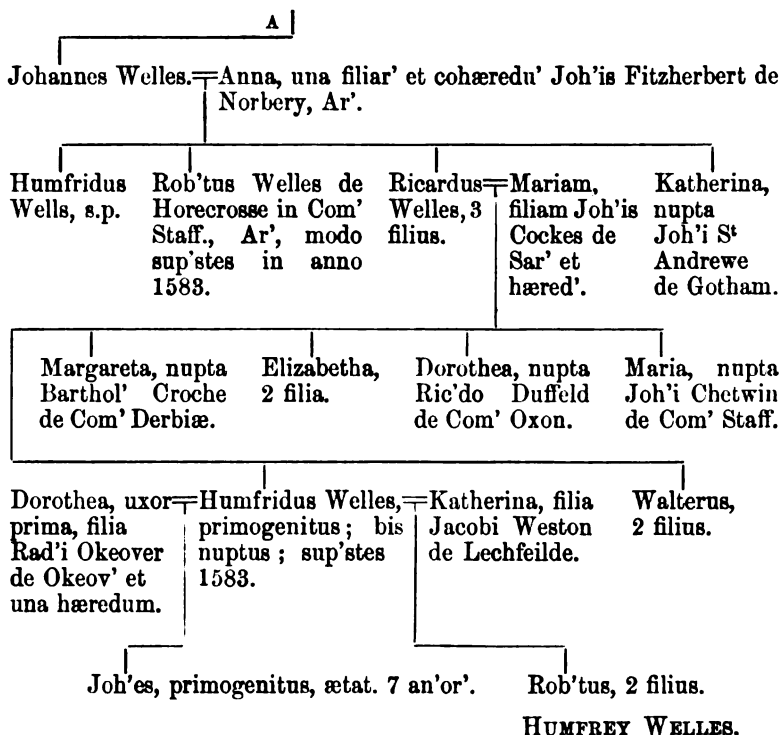 A
Johannes Welles.=Anna, una filiar' et cohæredu' Joh'is Fitzherbert de
Norbery, Ar'.
Humfridus
Wells, s.p.
Rob'tus Welles de
Horecrosse in Com'
Staff., Ar', modo
sup'stes in anno
1583.
Ricardus=
Welles, 3
filius.
Mariam,
filiam Joh'is
Cockes de
Sar' et
hæred'.
Katherina,
nupta
Joh'i St
Andrewe
de Gotham.
Margareta, nupta
Barthol' Croche
de Com' Derbiæ.
Elizabetha,
2 filia.
Dorothea, nupta
Ric'do Duffeld
de Com' Oxon.
Maria, nupta
Joh'i Chetwin
de Com' Staff.
Dorothea, uxor=
prima, filia
Rad'i Okeover
de Okeov' et
una hæredum.
Humfridus Welles,=
primogenitus; bis
nuptus; sup'stes
1583.
Katherina, filia
Jacobi Weston
de Lechfeilde.
Walterus,
2 filius.
Joh'es, primogenitus, ætat. 7 an'or'.
Rob'tus, 2 filius.
HUMFREY WELLES.